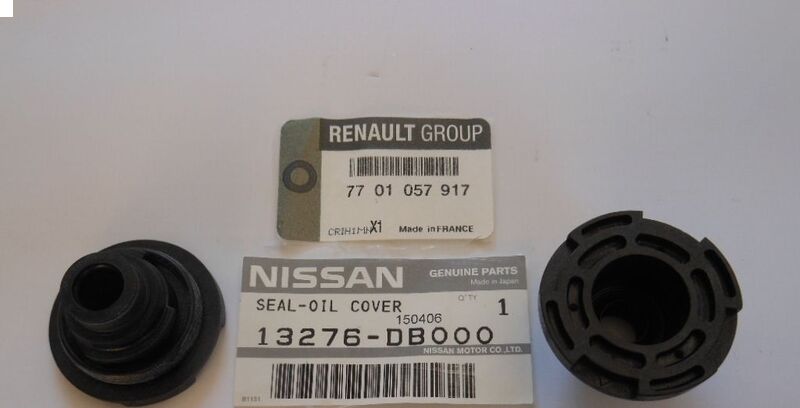 RENAULT GROUP
77 01 057 917
X1 Made in FRANCE
NISSAN GENUINE PARTS
Made in Japan
SEAL-OIL COVER Q'TY 1
150406
13276-DB000
NISSAN MOTOR CO.,LTD.